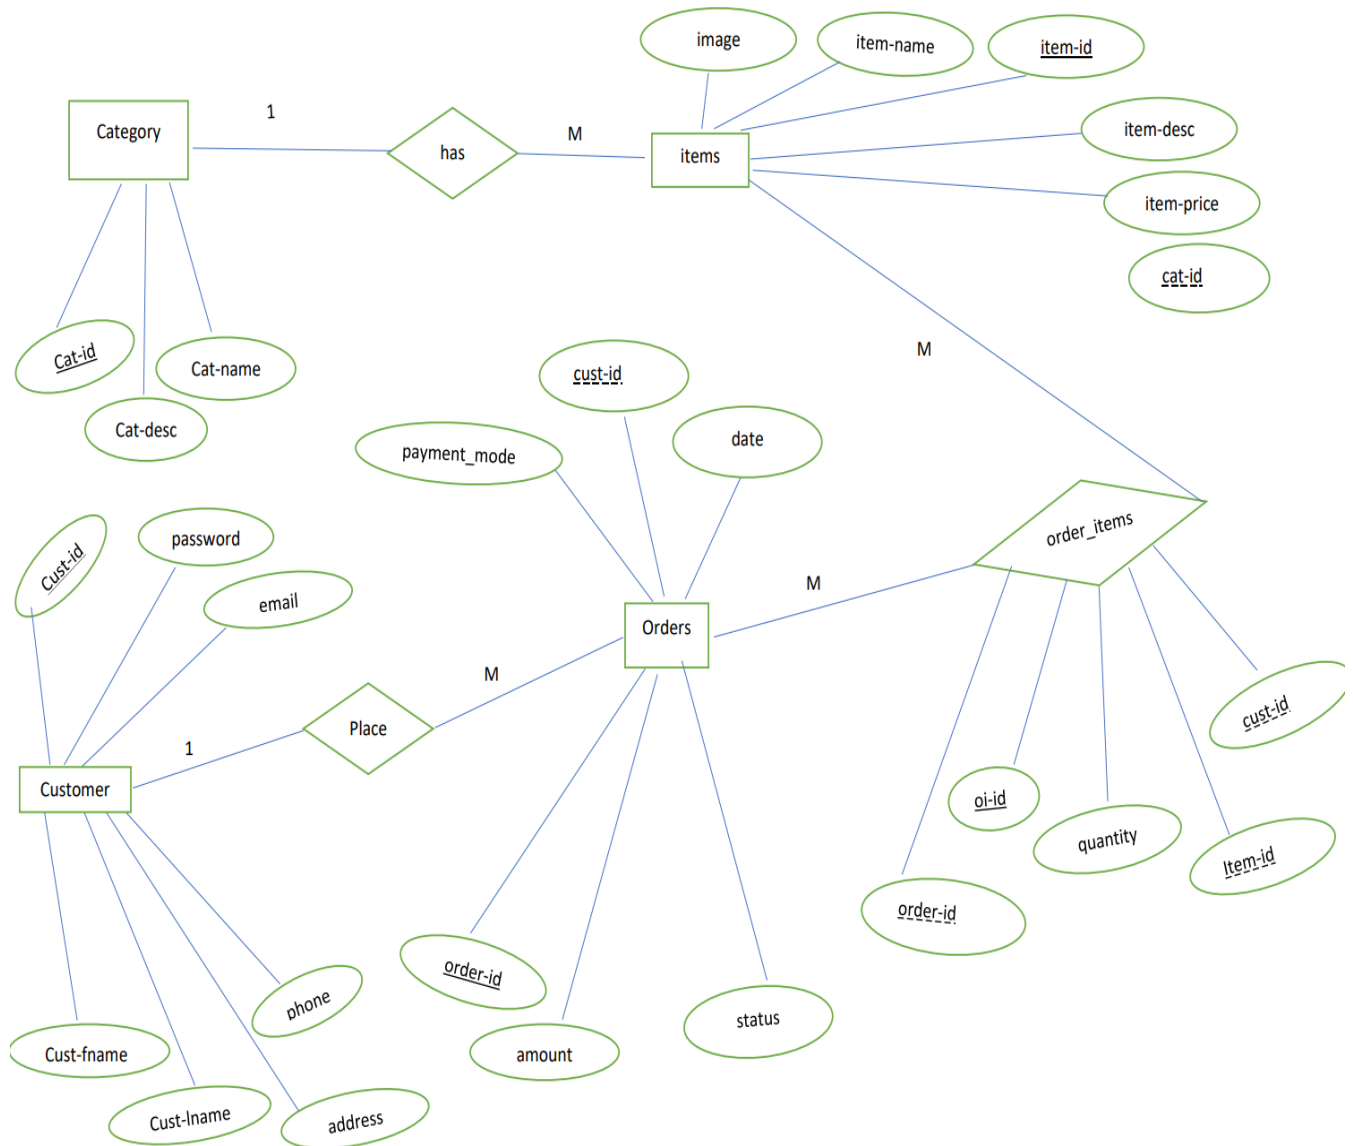 image
item-name
item-id
Category
1
has
M
items
item-desc
item-price
cat-id
Cat-id
Cat-name
Cat-desc
M
cust-id
payment_mode
date
order_items
Cust-id
password
email
Orders
M
M
Place
1
Customer
cust-id
oi-id
quantity
Item-id
order-id
order-id
phone
status
Cust-fname
amount
Cust-lname
address